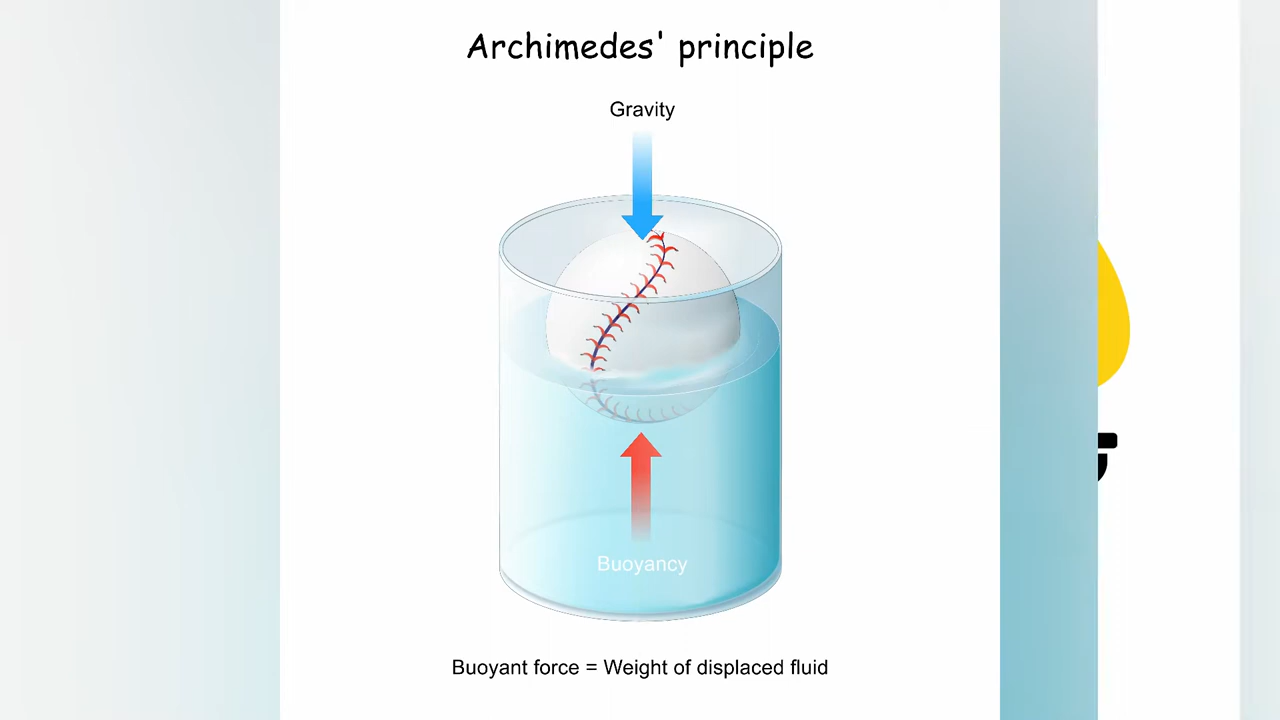 Archimedes' principle
Gravity
Buoyancy
Buoyant force = Weight of displaced fluid